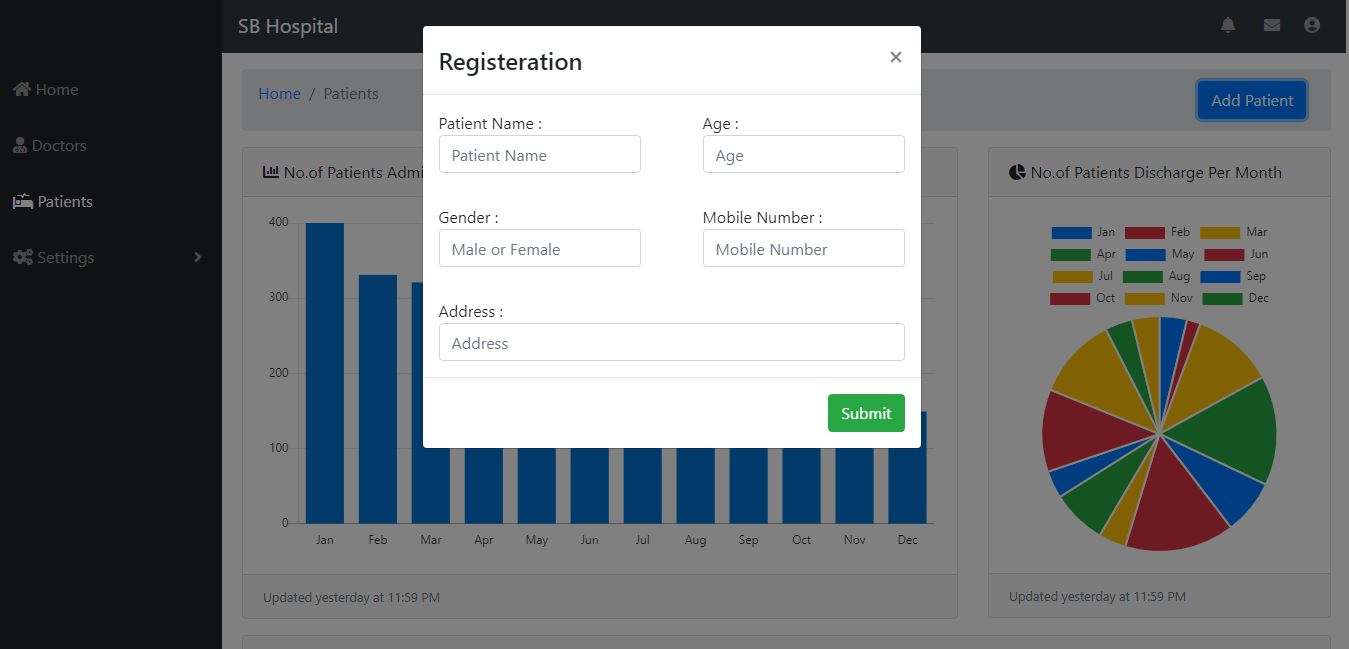 SB Hospital
Home
Doctors
Patients
Settings
Home / Patients
Add Patient
Registeration
×
Patient Name :
Age :
Patient Name
Age
Gender :
Mobile Number :
Male or Female
Mobile Number
Address :
Address
Submit
No.of Patients Admi
400
300
200
100
0
Jan Feb Mar Apr May Jun Jul Aug Sep Oct Nov Dec
Updated yesterday at 11:59 PM
No.of Patients Discharge Per Month
Jan Feb Mar
Apr May Jun
Jul Aug Sep
Oct Nov Dec
Updated yesterday at 11:59 PM